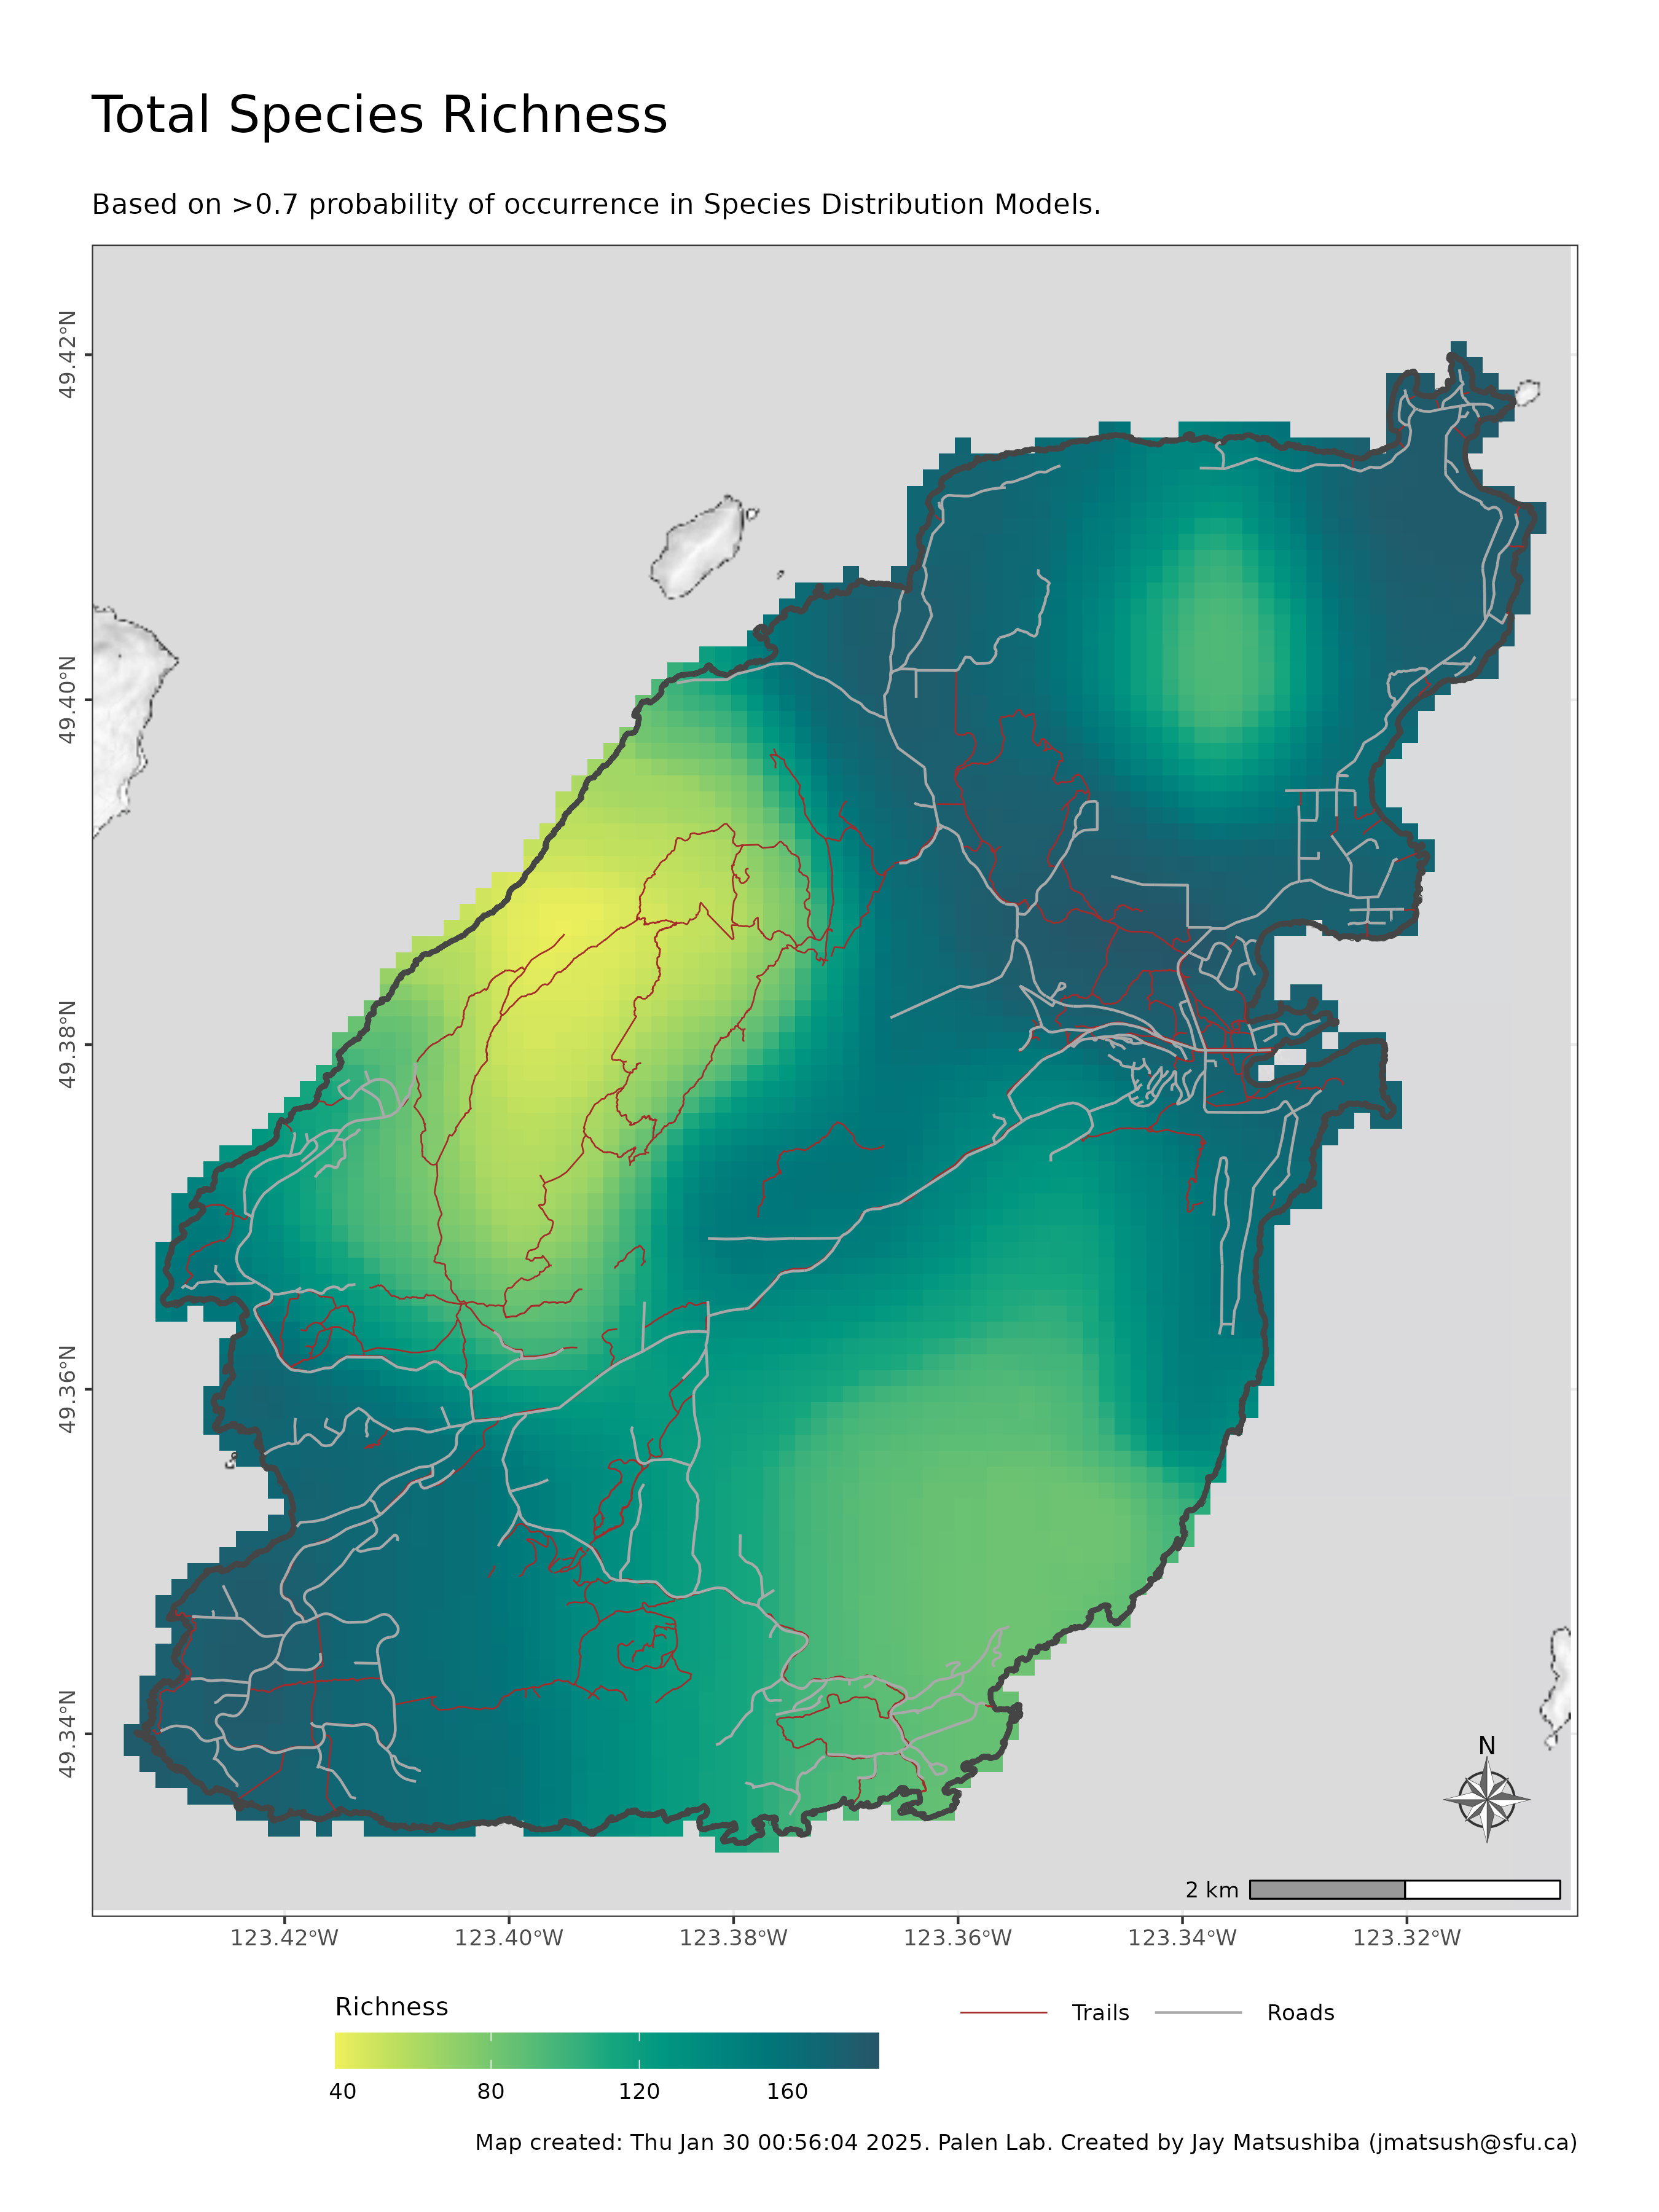 Total Species Richness
Based on >0.7 probability of occurrence in Species Distribution Models.
49.42°N
49.40°N
49.38°N
49.36°N
49.34°N
N
2 km
123.42°W 123.40°W 123.38°W 123.36°W 123.34°W 123.32°W
Richness
40 80 120 160
Trails Roads
Map created: Thu Jan 30 00:56:04 2025. Palen Lab. Created by Jay Matsushiba (jmatsush@sfu.ca)